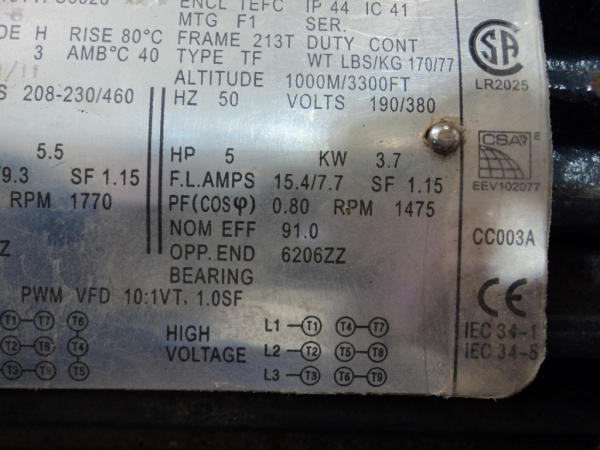 ENCL TEFC IP 44 IC 41
MTG F1 SER.
DE H RISE 80°C FRAME 213T DUTY CONT
3 AMB°C 40 TYPE TF WT LBS/KG 170/77
/11 ALTITUDE 1000M/3300FT
S 208-230/460 HZ 50 VOLTS 190/380
5.5 HP 5 KW 3.7
/9.3 SF 1.15 F.L.AMPS 15.4/7.7 SF 1.15
RPM 1770 PF(COSφ) 0.80 RPM 1475
NOM EFF 91.0
Z OPP. END 6206ZZ
BEARING
PWM VFD 10:1VT, 1.0SF
T1 T7 T6
T2 T8 T4
T3 T9 T5
HIGH VOLTAGE
L1 T1 T4 T7
L2 T2 T5 T8
L3 T3 T6 T9
SA
LR2025
CSA E
EEV102077
CC003A
CE
IEC 34-1
IEC 34-5